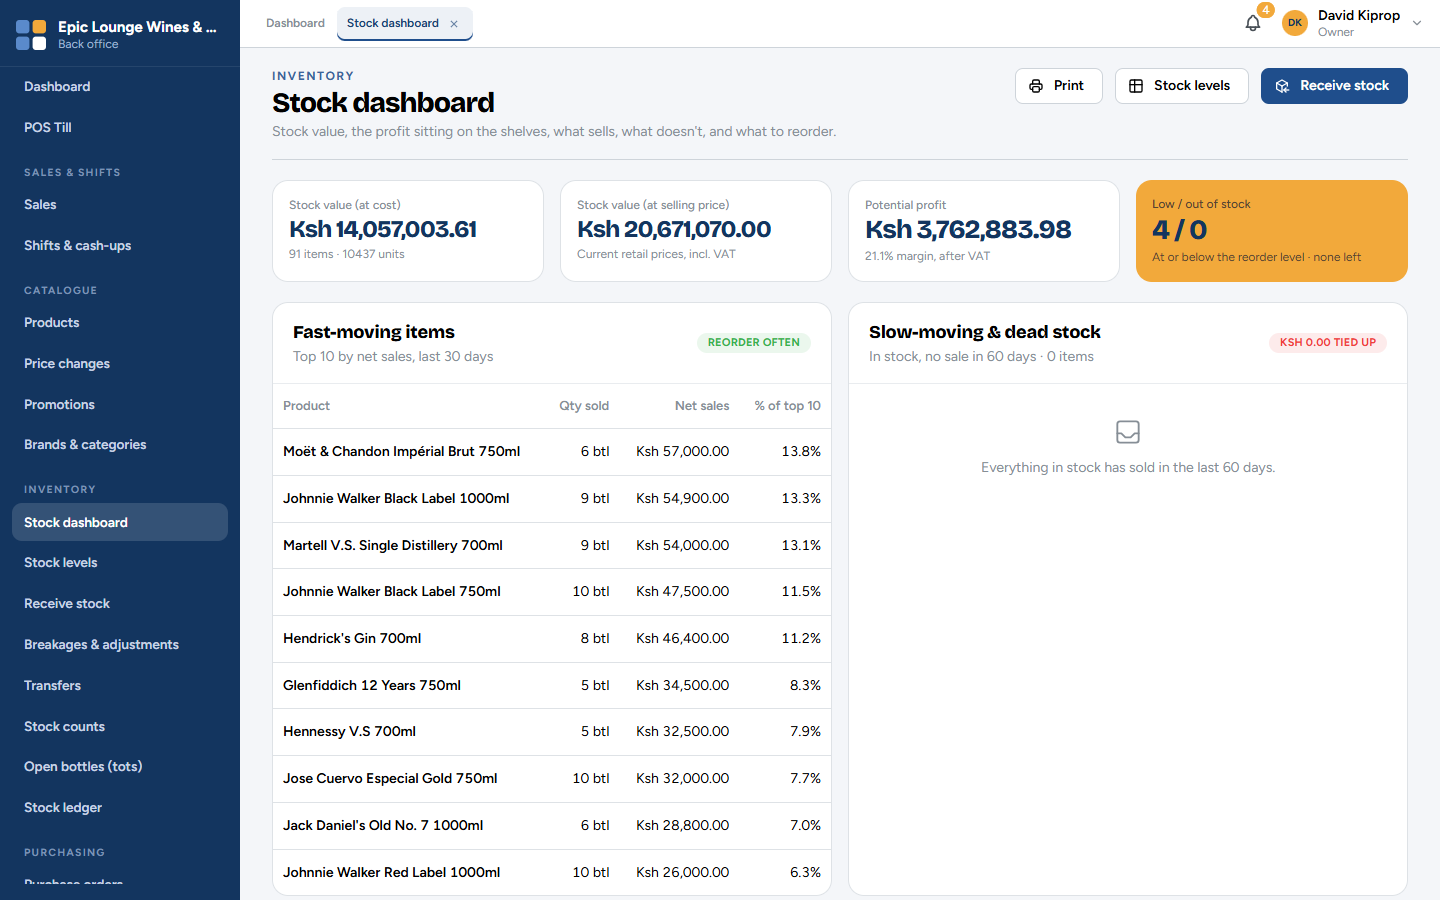 Epic Lounge Wines & ...
Back office
Dashboard
POS Till
SALES & SHIFTS
Sales
Shifts & cash-ups
CATALOGUE
Products
Price changes
Promotions
Brands & categories
INVENTORY
Stock dashboard
Stock levels
Receive stock
Breakages & adjustments
Transfers
Stock counts
Open bottles (tots)
Stock ledger
PURCHASING
Purchase orders
Dashboard
Stock dashboard
4
DK
David Kiprop
Owner
INVENTORY
Stock dashboard
Stock value, the profit sitting on the shelves, what sells, what doesn't, and what to reorder.
Print
Stock levels
Receive stock
Stock value (at cost)
Ksh 14,057,003.61
91 items · 10437 units
Stock value (at selling price)
Ksh 20,671,070.00
Current retail prices, incl. VAT
Potential profit
Ksh 3,762,883.98
21.1% margin, after VAT
Low / out of stock
4 / 0
At or below the reorder level · none left
Fast-moving items
Top 10 by net sales, last 30 days
REORDER OFTEN
Product Qty sold Net sales % of top 10
Moët & Chandon Impérial Brut 750ml 6 btl Ksh 57,000.00 13.8%
Johnnie Walker Black Label 1000ml 9 btl Ksh 54,900.00 13.3%
Martell V.S. Single Distillery 700ml 9 btl Ksh 54,000.00 13.1%
Johnnie Walker Black Label 750ml 10 btl Ksh 47,500.00 11.5%
Hendrick's Gin 700ml 8 btl Ksh 46,400.00 11.2%
Glenfiddich 12 Years 750ml 5 btl Ksh 34,500.00 8.3%
Hennessy V.S 700ml 5 btl Ksh 32,500.00 7.9%
Jose Cuervo Especial Gold 750ml 10 btl Ksh 32,000.00 7.7%
Jack Daniel's Old No. 7 1000ml 6 btl Ksh 28,800.00 7.0%
Johnnie Walker Red Label 1000ml 10 btl Ksh 26,000.00 6.3%
Slow-moving & dead stock
In stock, no sale in 60 days · 0 items
KSH 0.00 TIED UP
Everything in stock has sold in the last 60 days.